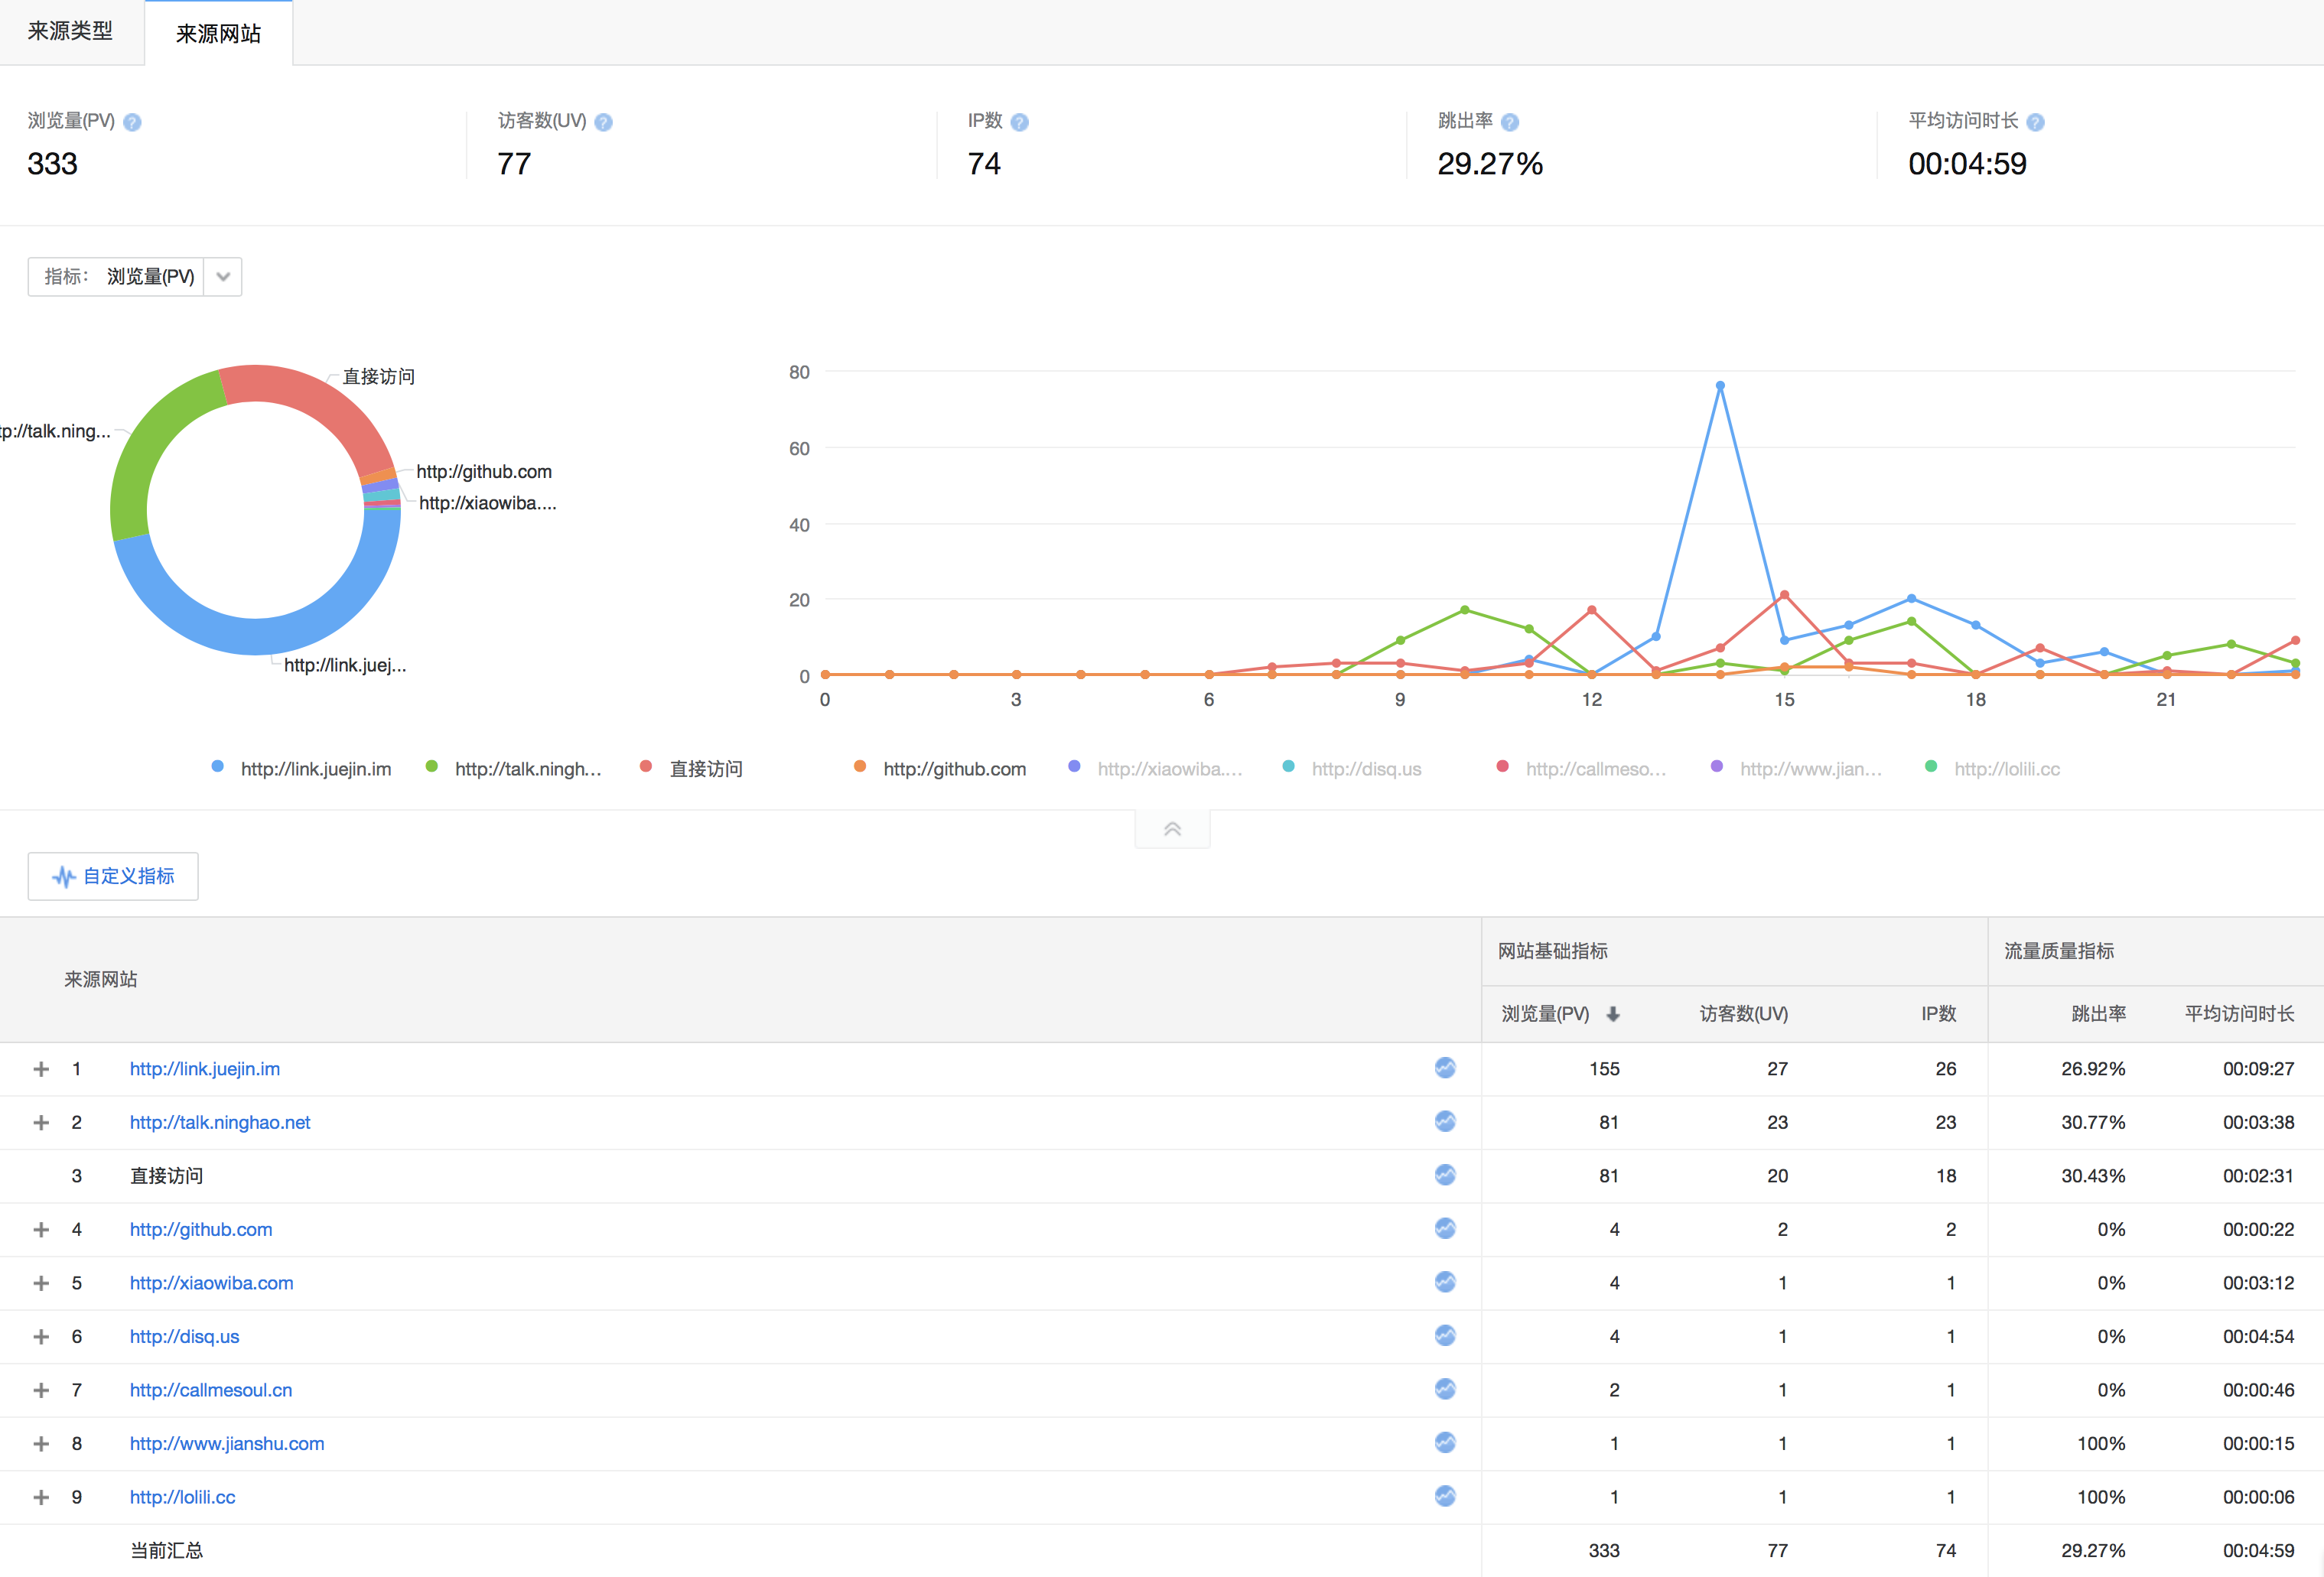 来源类型 来源网站
浏览量(PV) ? 访客数(UV) ? IP数 ? 跳出率 ? 平均访问时长 ?
333 77 74 29.27% 00:04:59
指标： 浏览量(PV)
直接访问
tp://talk.ning...
http://github.com
http://xiaowiba....
http://link.juej...
80
60
40
20
0
0 3 6 9 12 15 18 21
http://link.juejin.im http://talk.ningh... 直接访问 http://github.com http://xiaowiba.... http://disq.us http://callmeso... http://www.jian... http://lolili.cc
自定义指标
来源网站 网站基础指标 流量质量指标
浏览量(PV) 访客数(UV) IP数 跳出率 平均访问时长
1 http://link.juejin.im 155 27 26 26.92% 00:09:27
2 http://talk.ninghao.net 81 23 23 30.77% 00:03:38
3 直接访问 81 20 18 30.43% 00:02:31
4 http://github.com 4 2 2 0% 00:00:22
5 http://xiaowiba.com 4 1 1 0% 00:03:12
6 http://disq.us 4 1 1 0% 00:04:54
7 http://callmesoul.cn 2 1 1 0% 00:00:46
8 http://www.jianshu.com 1 1 1 100% 00:00:15
9 http://lolili.cc 1 1 1 100% 00:00:06
当前汇总 333 77 74 29.27% 00:04:59